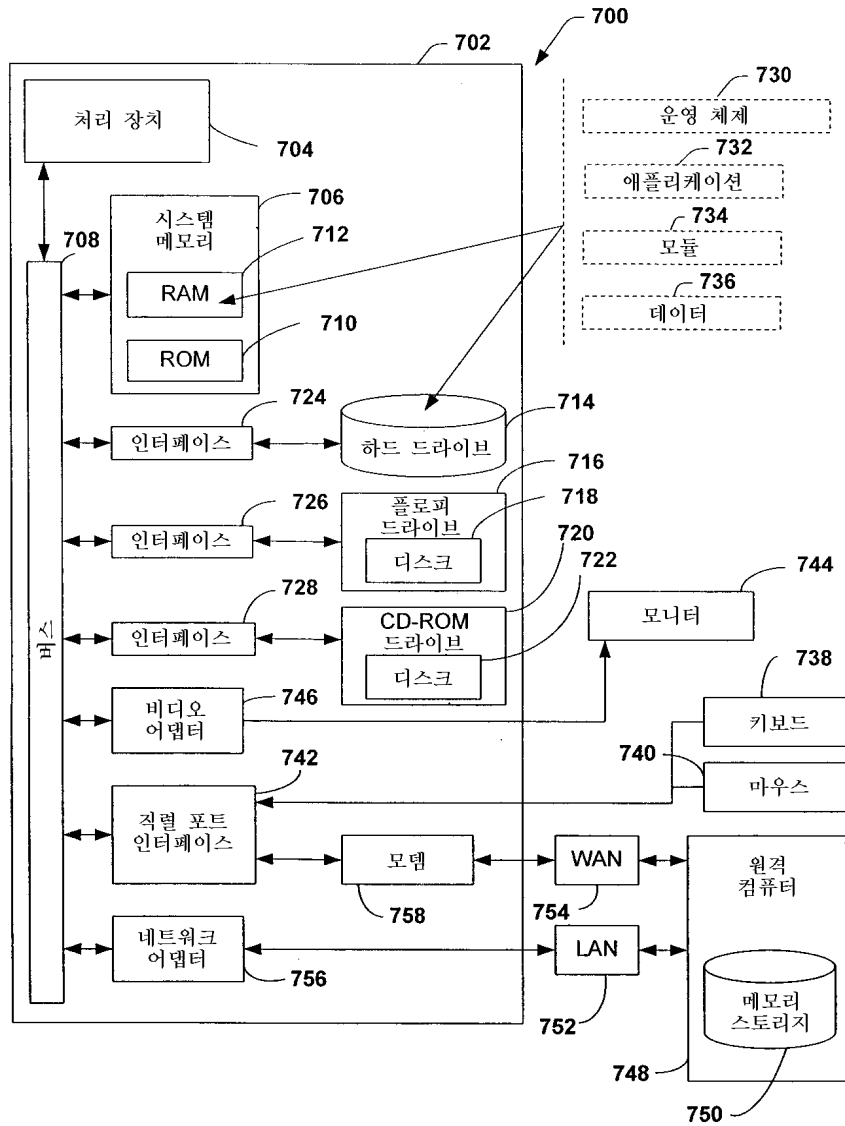 702
700
730
처리 장치
운영 체제
704
732
706
애플리케이션
시스템
메모리
708
712
734
모듈
RAM
736
710
데이터
ROM
724
714
인터페이스
하드 드라이브
716
726
플로피
드라이브
718
인터페이스
디스크
720
722
728
CD-ROM
드라이브
744
인터페이스
모니터
디스크
버스
746
738
비디오
어댑터
키보드
742
740
마우스
직렬 포트
인터페이스
모뎀
WAN
원격
컴퓨터
758
754
네트워크
어댑터
LAN
756
752
메모리
스토리지
748
750